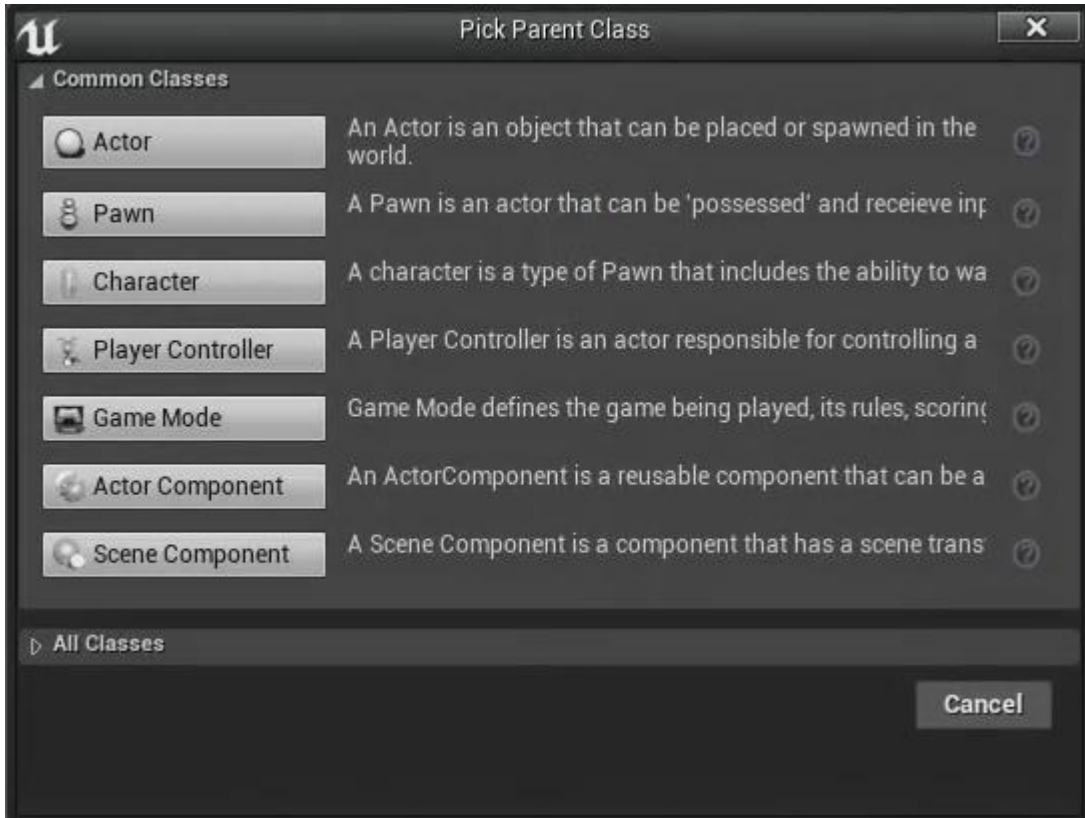 Pick Parent Class
Common Classes
Actor
An Actor is an object that can be placed or spawned in the
world.
Pawn
A Pawn is an actor that can be 'possessed' and receieve inp
Character
A character is a type of Pawn that includes the ability to wa
Player Controller
A Player Controller is an actor responsible for controlling a
Game Mode
Game Mode defines the game being played, its rules, scoring
Actor Component
An ActorComponent is a reusable component that can be a
Scene Component
A Scene Component is a component that has a scene trans
All Classes
Cancel